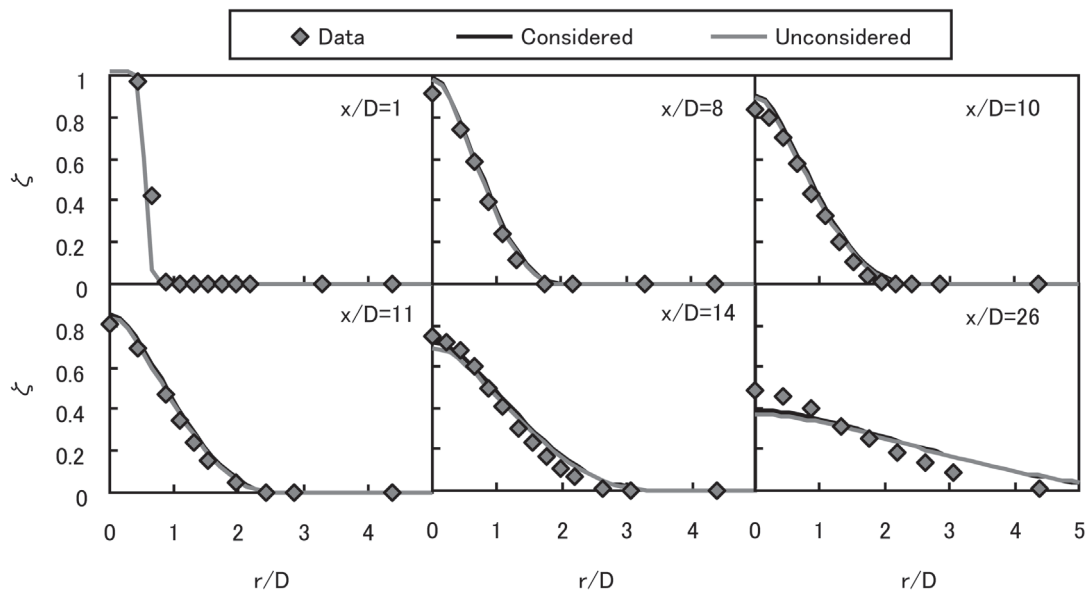 Data Considered Unconsidered
1 x/D=1 x/D=8 x/D=10
0.8
0.6
ζ
0.4
0.2
0
x/D=11 x/D=14 x/D=26
0.8
0.6
ζ
0.4
0.2
0
0 1 2 3 4 0 1 2 3 4 0 1 2 3 4 5
r/D r/D r/D